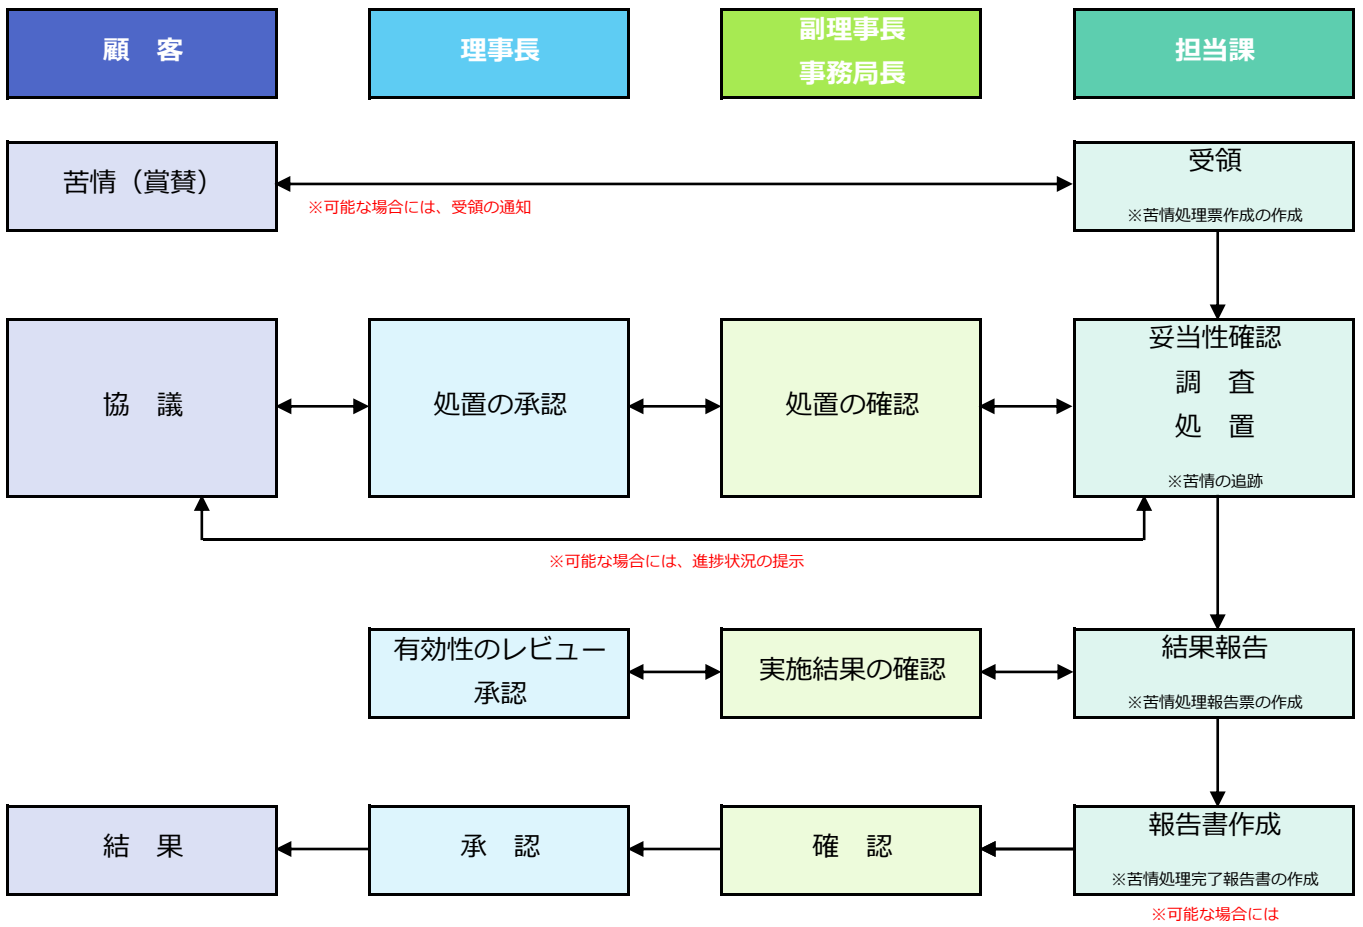 顧　客
理事長
副理事長
事務局長
担当課
苦情（賞賛）
※可能な場合には、受領の通知
受領
※苦情処理票作成の作成
協　議
処置の承認
処置の確認
妥当性確認
調　査
処　置
※苦情の追跡
※可能な場合には、進捗状況の提示
有効性のレビュー
承認
実施結果の確認
結果報告
※苦情処理報告票の作成
結　果
承　認
確　認
報告書作成
※苦情処理完了報告書の作成
※可能な場合には